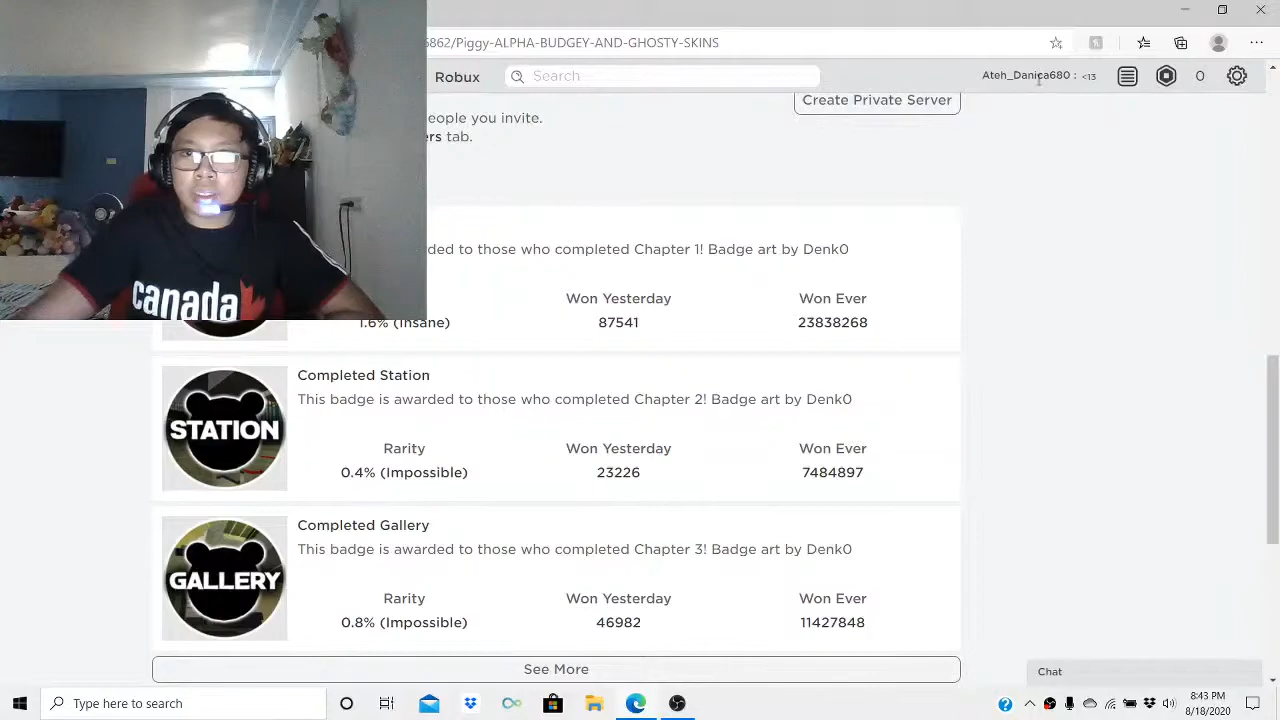 5862/Piggy-ALPHA-BUDGEY-AND-GHOSTY-SKINS
Robux
Search
Ateh_Danica680 : <13
0
Create Private Server
eople you invite.
ers tab.
ded to those who completed Chapter 1! Badge art by Denk0
Won Yesterday
Won Ever
1.6% (Insane)
87541
23838268
canada
STATION
Completed Station
This badge is awarded to those who completed Chapter 2! Badge art by Denk0
Rarity
Won Yesterday
Won Ever
0.4% (Impossible)
23226
7484897
GALLERY
Completed Gallery
This badge is awarded to those who completed Chapter 3! Badge art by Denk0
Rarity
Won Yesterday
Won Ever
0.8% (Impossible)
46982
11427848
See More
Chat
Type here to search
8:43 PM
8/18/2020